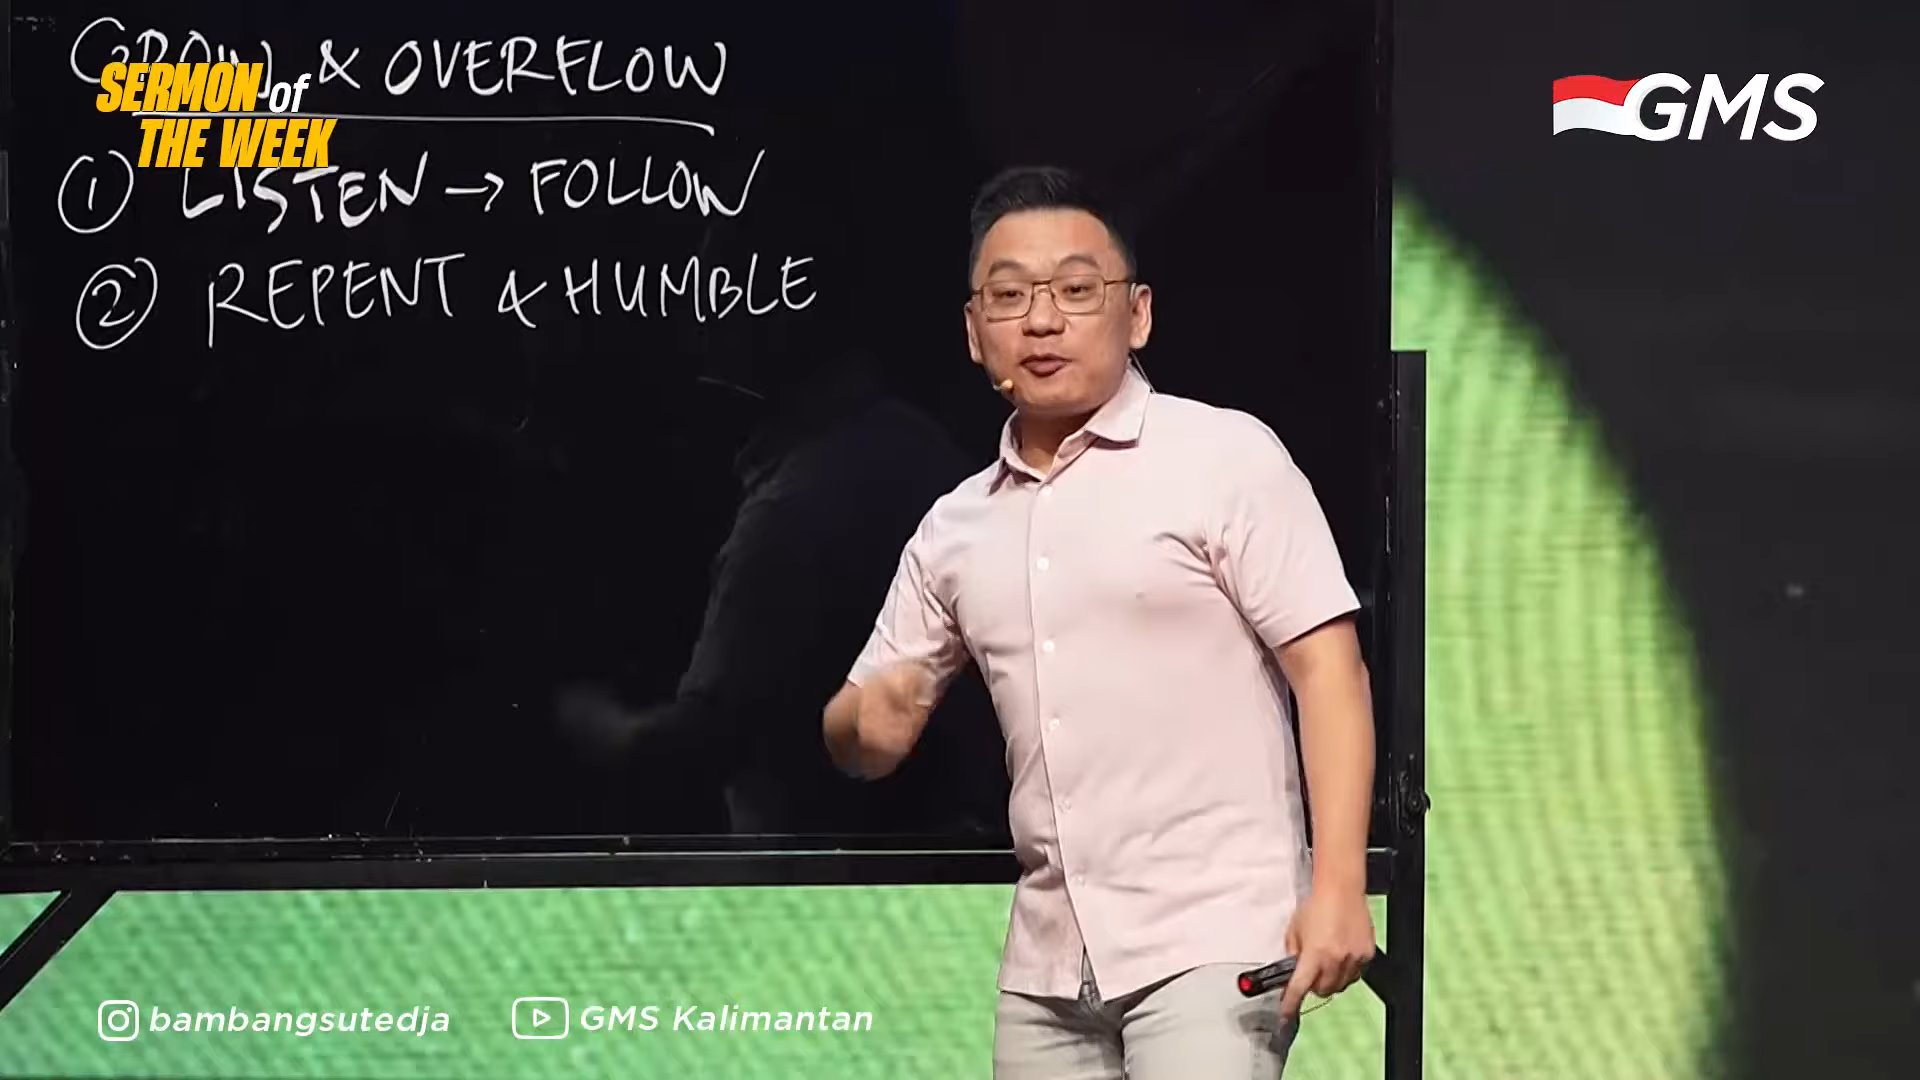 GROW & OVERFLOW
SERMON of
THE WEEK
① LISTEN → FOLLOW
② REPENT & HUMBLE
GMS
bambangsutedja
GMS Kalimantan